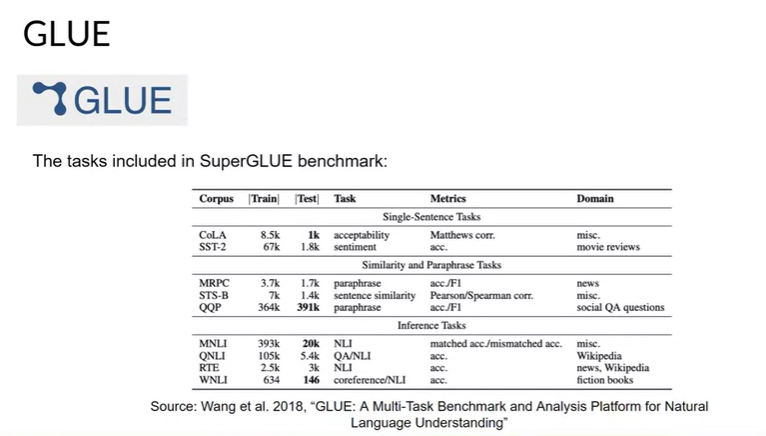 GLUE
GLUE
The tasks included in SuperGLUE benchmark:
Corpus |Train| |Test| Task Metrics Domain
Single-Sentence Tasks
CoLA 8.5k 1k acceptability Matthews corr. misc.
SST-2 67k 1.8k sentiment acc. movie reviews
Similarity and Paraphrase Tasks
MRPC 3.7k 1.7k paraphrase acc./F1 news
STS-B 7k 1.4k sentence similarity Pearson/Spearman corr. misc.
QQP 364k 391k paraphrase acc./F1 social QA questions
Inference Tasks
MNLI 393k 20k NLI matched acc./mismatched acc. misc.
QNLI 105k 5.4k QA/NLI acc. Wikipedia
RTE 2.5k 3k NLI acc. news, Wikipedia
WNLI 634 146 coreference/NLI acc. fiction books
Source: Wang et al. 2018, “GLUE: A Multi-Task Benchmark and Analysis Platform for Natural
Language Understanding”